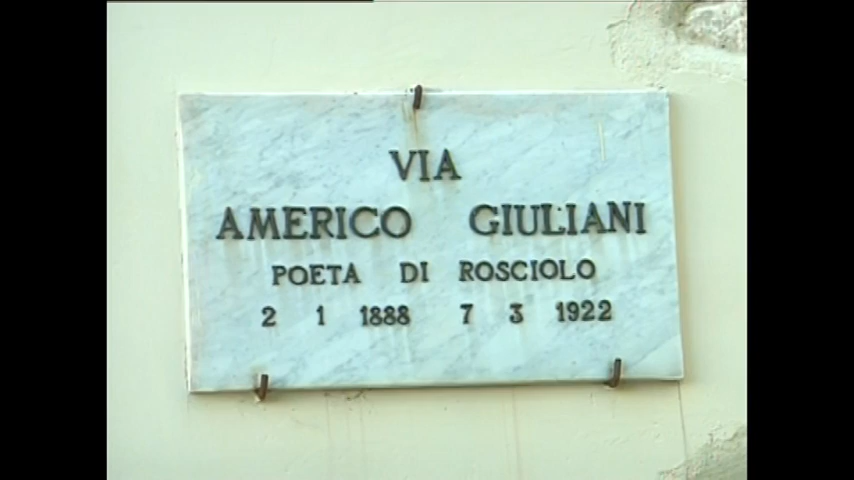 VIA
AMERICO GIULIANI
POETA DI ROSCIOLO
2 1 1888 7 3 1922